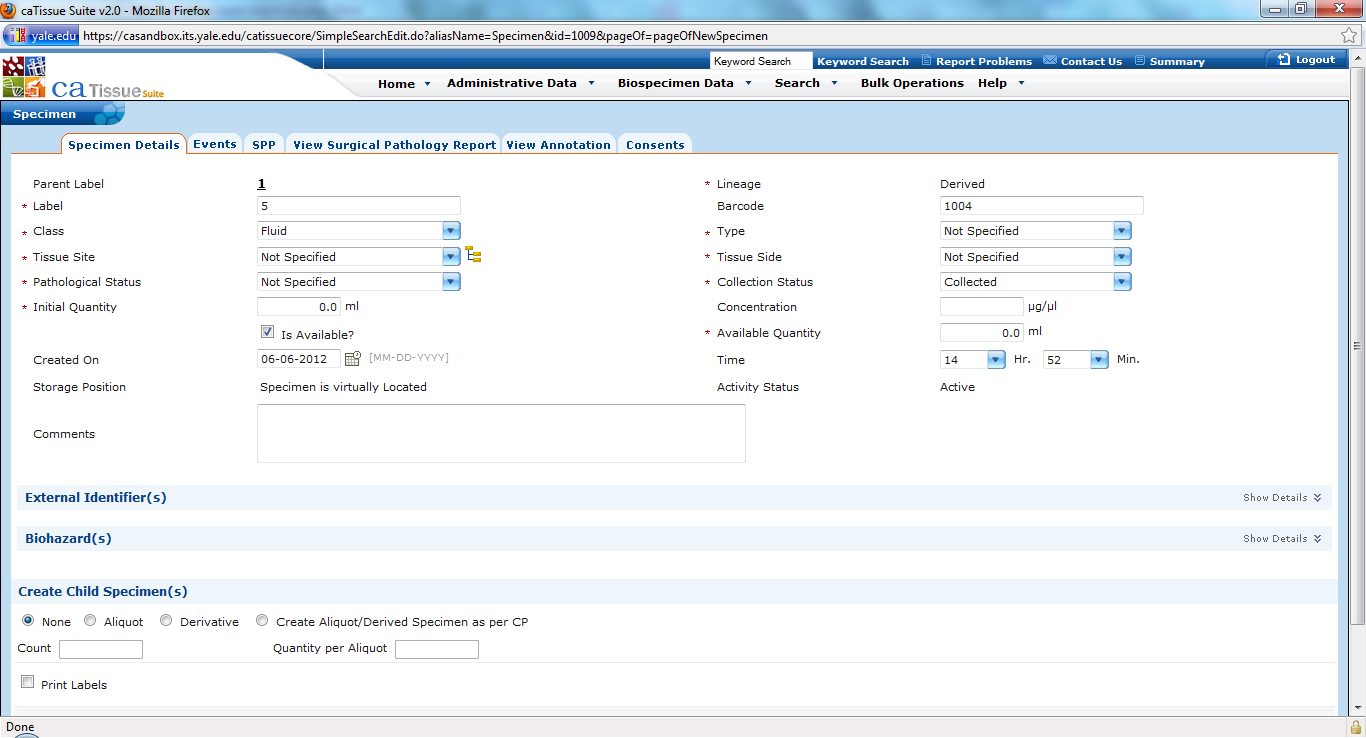 caTissue Suite v2.0 - Mozilla Firefox
yale.edu https://casandbox.its.yale.edu/catissuecore/SimpleSearchEdit.do?aliasName=Specimen&id=1009&pageOf=pageOfNewSpecimen
Keyword Search Keyword Search Report Problems Contact Us Summary Logout
ca Tissue Suite
Home Administrative Data Biospecimen Data Search Bulk Operations Help
Specimen
Specimen Details Events SPP View Surgical Pathology Report View Annotation Consents
Parent Label 1 * Lineage Derived
* Label 5 Barcode 1004
* Class Fluid * Type Not Specified
* Tissue Site Not Specified * Tissue Side Not Specified
* Pathological Status Not Specified * Collection Status Collected
* Initial Quantity 0.0 ml Concentration µg/µl
Is Available? * Available Quantity 0.0 ml
Created On 06-06-2012 [MM-DD-YYYY] Time 14 Hr. 52 Min.
Storage Position Specimen is virtually Located Activity Status Active
Comments
External Identifier(s) Show Details
Biohazard(s) Show Details
Create Child Specimen(s)
None Aliquot Derivative Create Aliquot/Derived Specimen as per CP
Count Quantity per Aliquot
Print Labels
Done